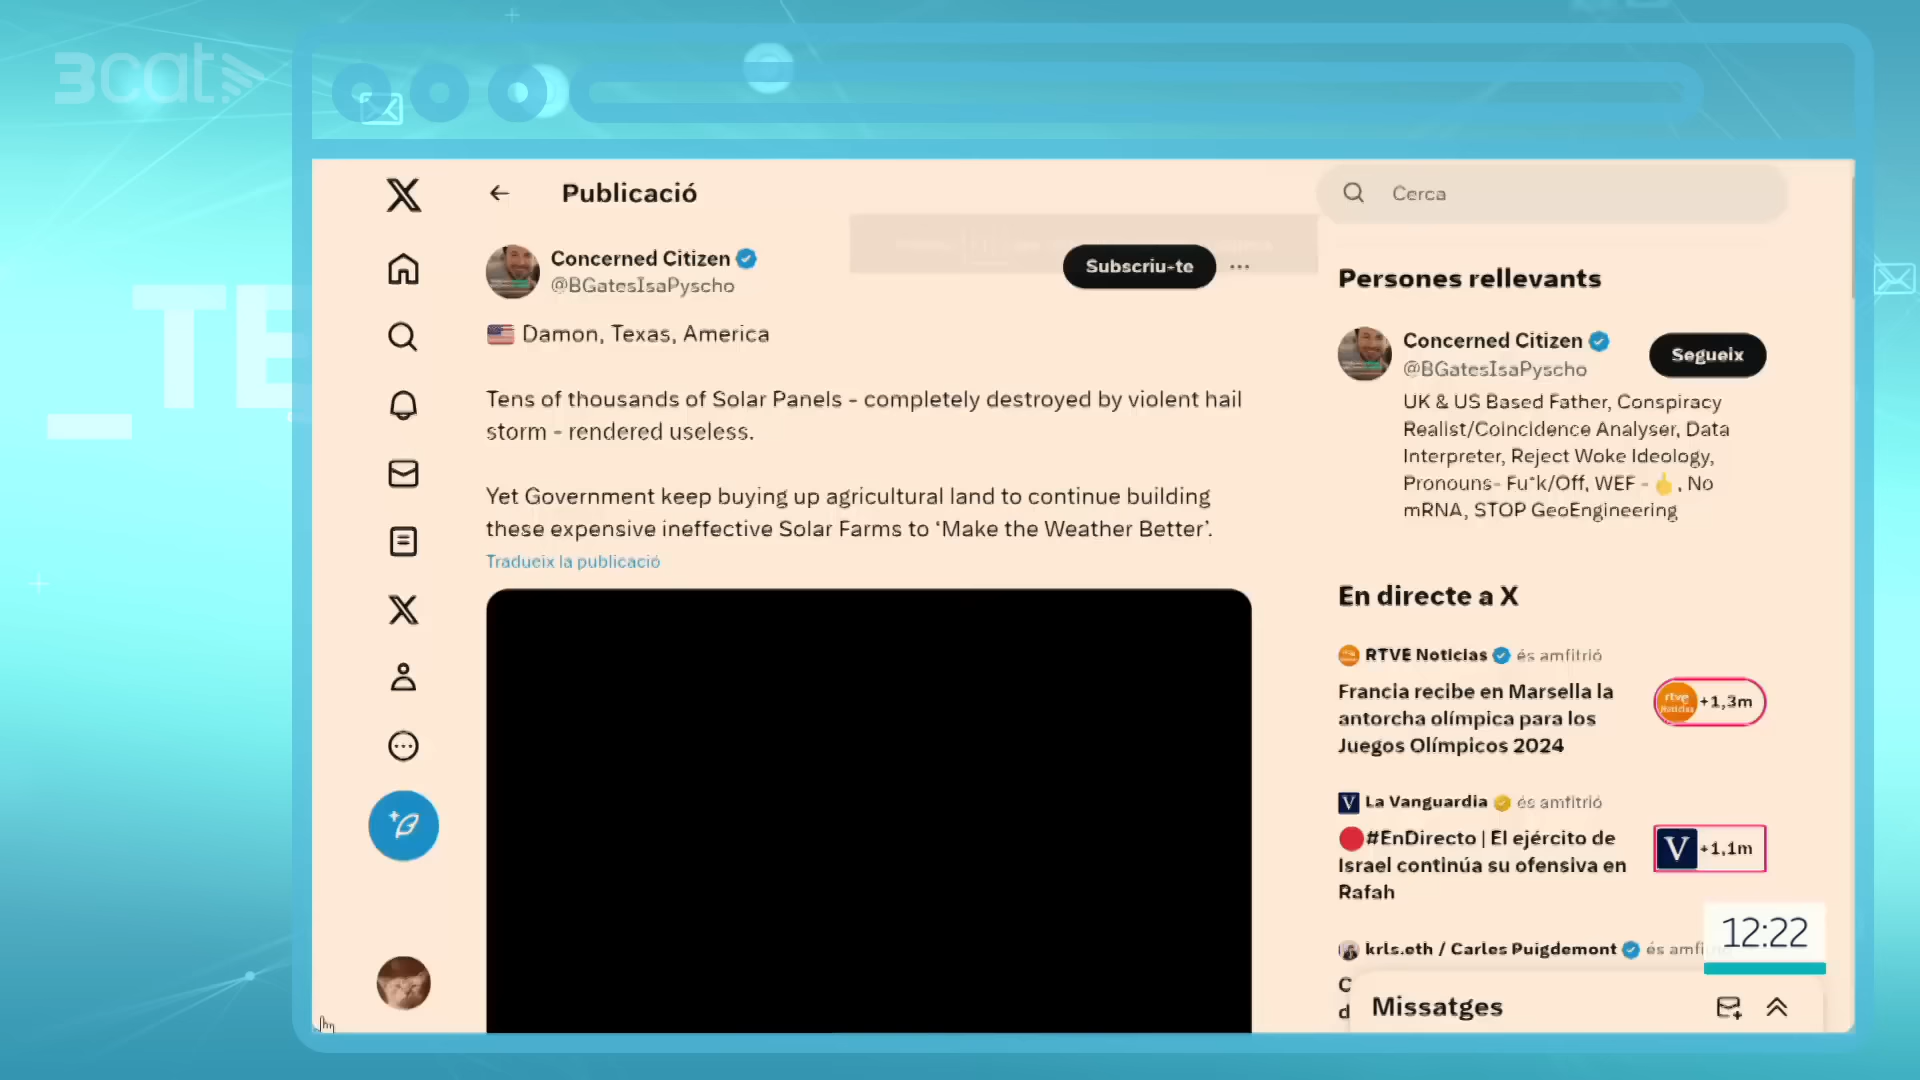 3cat
_TE
Publicació
Cerca
Concerned Citizen
@BGatesIsaPyscho
Subscriu-te
Damon, Texas, America
Tens of thousands of Solar Panels - completely destroyed by violent hail
storm - rendered useless.
Yet Government keep buying up agricultural land to continue building
these expensive ineffective Solar Farms to ‘Make the Weather Better’.
Tradueix la publicació
Persones rellevants
Concerned Citizen
@BGatesIsaPyscho
Segueix
UK & US Based Father, Conspiracy
Realist/Coincidence Analyser, Data
Interpreter, Reject Woke Ideology,
Pronouns- Fu*k/Off, WEF - 🖕, No
mRNA, STOP GeoEngineering
En directe a X
RTVE Noticias és amfitrió
Francia recibe en Marsella la
antorcha olímpica para los
Juegos Olímpicos 2024
rtve
Noticias
+1,3m
La Vanguardia és amfitrió
#EnDirecto | El ejército de
Israel continúa su ofensiva en
Rafah
V
+1,1m
krls.eth / Carles Puigdemont és amfi
12:22
Missatges